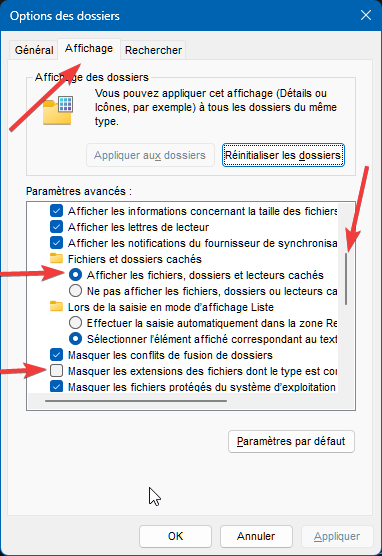 Options des dossiers
Général Affichage Rechercher
Affichage des dossiers
Vous pouvez appliquer cet affichage (Détails ou
Icônes, par exemple) à tous les dossiers du même
type.
Appliquer aux dossiers Réinitialiser les dossiers
Paramètres avancés :
Afficher les informations concernant la taille des fichiers
Afficher les lettres de lecteur
Afficher les notifications du fournisseur de synchronisa
Fichiers et dossiers cachés
Afficher les fichiers, dossiers et lecteurs cachés
Ne pas afficher les fichiers, dossiers ou lecteurs ca
Lors de la saisie en mode d'affichage Liste
Effectuer la saisie automatiquement dans la zone Re
Sélectionner l'élément affiché correspondant au text
Masquer les conflits de fusion de dossiers
Masquer les extensions des fichiers dont le type est con
Masquer les fichiers protégés du système d'exploitation
Paramètres par défaut
OK Annuler Appliquer